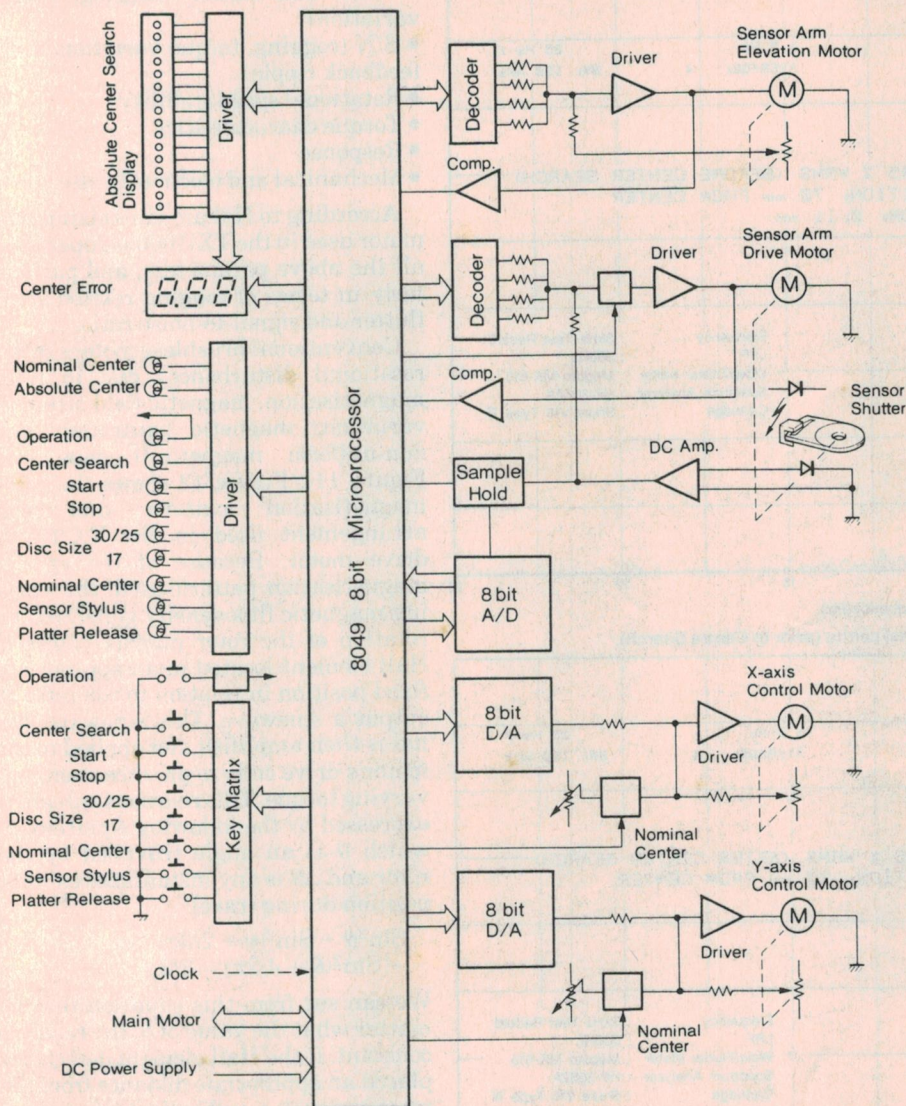 Absolute Center Search
Display
Driver
Center Error
000
Nominal Center
Absolute Center
Operation
Center Search
Start
Stop
Disc Size 30/25
17
Nominal Center
Sensor Stylus
Platter Release
Driver
Operation
Center Search
Start
Stop
Disc Size 30/25
17
Nominal Center
Sensor Stylus
Platter Release
Key Matrix
Clock
Main Motor
DC Power Supply
8049 8 bit Microprocessor
Decoder
Driver
Sensor Arm
Elevation Motor
M
Comp.
Decoder
Driver
Sensor Arm
Drive Motor
M
Comp.
Sensor
Shutter
DC Amp.
Sample
Hold
8 bit
A/D
8 bit
D/A
X-axis
Control Motor
M
Driver
Nominal
Center
8 bit
D/A
Y-axis
Control Motor
M
Driver
Nominal
Center